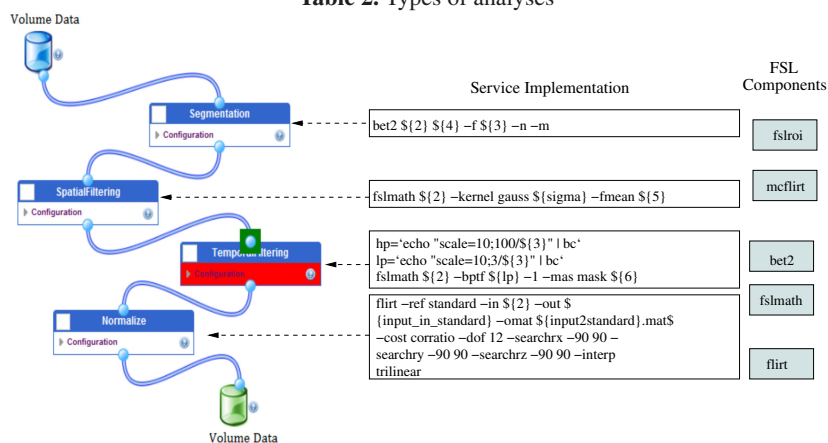 Table 2. Types of analyses
Volume Data
Service Implementation
FSL
Components
Segmentation
Configuration
bet2 ${2} ${4} –f ${3} –n –m
fslroi
SpatialFiltering
Configuration
fslmath ${2} –kernel gauss ${sigma} –fmean ${5}
mcflirt
TemporalFiltering
Configuration
hp=‘echo "scale=10;100/${3}" | bc‘
lp=‘echo "scale=10;3/${3}" | bc‘
fslmath ${2} –bptf ${lp} –1 –mas mask ${6}
bet2
fslmath
Normalize
Configuration
flirt –ref standard –in ${2} –out $
{input_in_standard} –omat ${input2standard}.mat$
–cost corratio –dof 12 –searchrx –90 90 –
searchry –90 90 –searchrz –90 90 –interp
trilinear
flirt
Volume Data